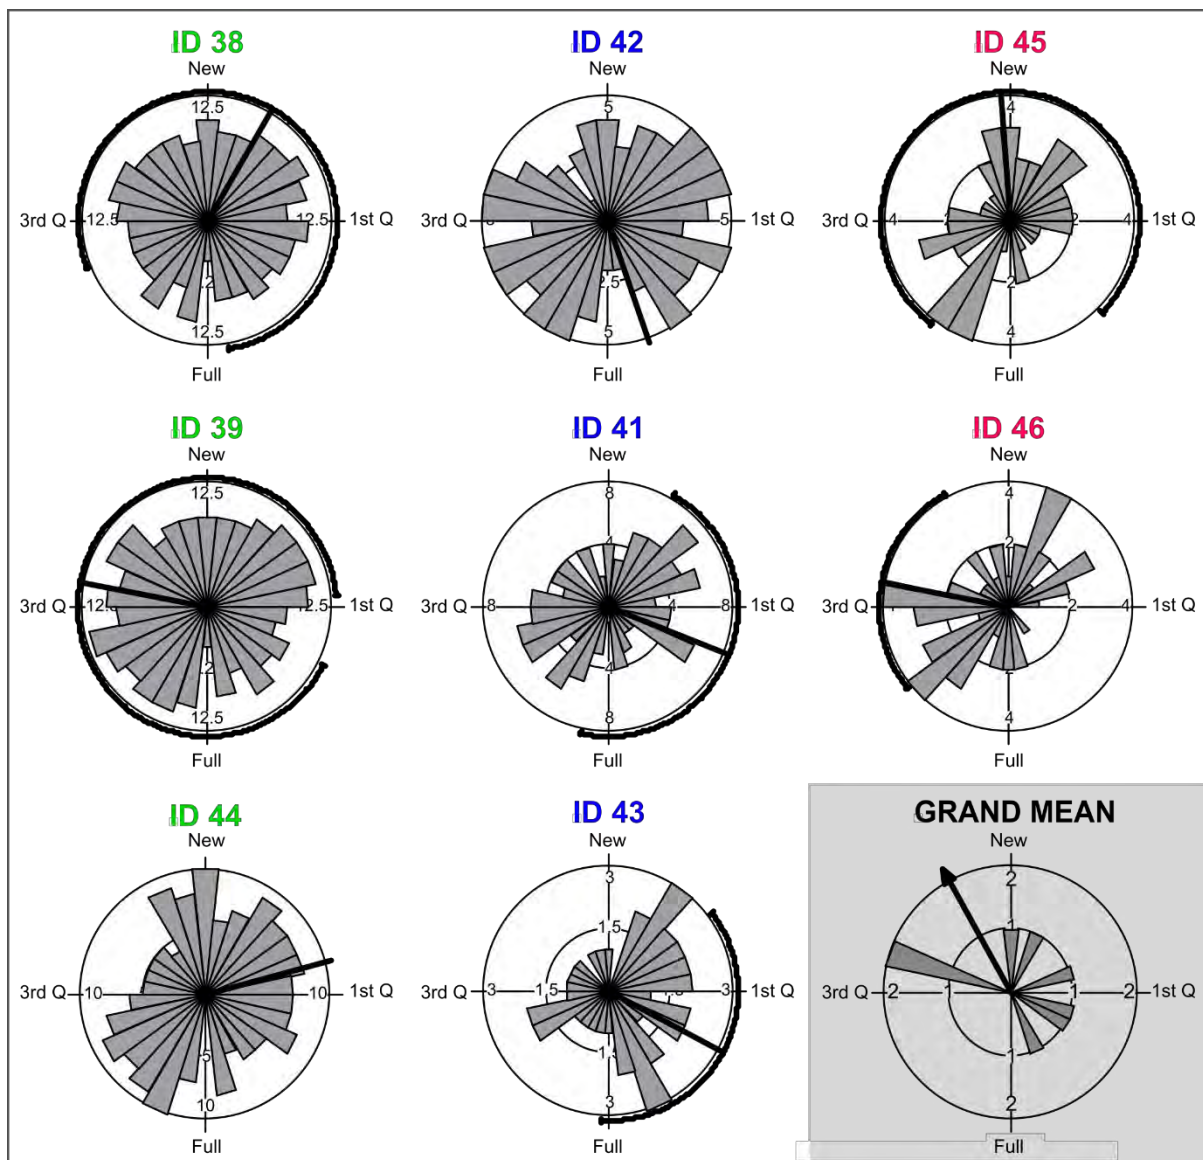 ID 38
New
12.5
3rd Q 12.5 12.5 1st Q
12.5
Full
ID 42
New
5
5 1st Q
3rd Q
2.5
5
Full
ID 45
New
4
3rd Q 4 2 4 1st Q
2
4
Full
ID 39
New
12.5
3rd Q 12.5 12.5 1st Q
12.5
Full
ID 41
New
8
4
3rd Q 8 4 8 1st Q
4
8
Full
ID 46
New
4
2
3rd Q 2 4 1st Q
2
4
Full
ID 44
New
3rd Q 10 10 1st Q
5
10
Full
ID 43
New
3
1.5
3rd Q 3 1.5 3 1st Q
3
Full
GRAND MEAN
New
2
1
3rd Q 2 1 1 2 1st Q
1
2
Full